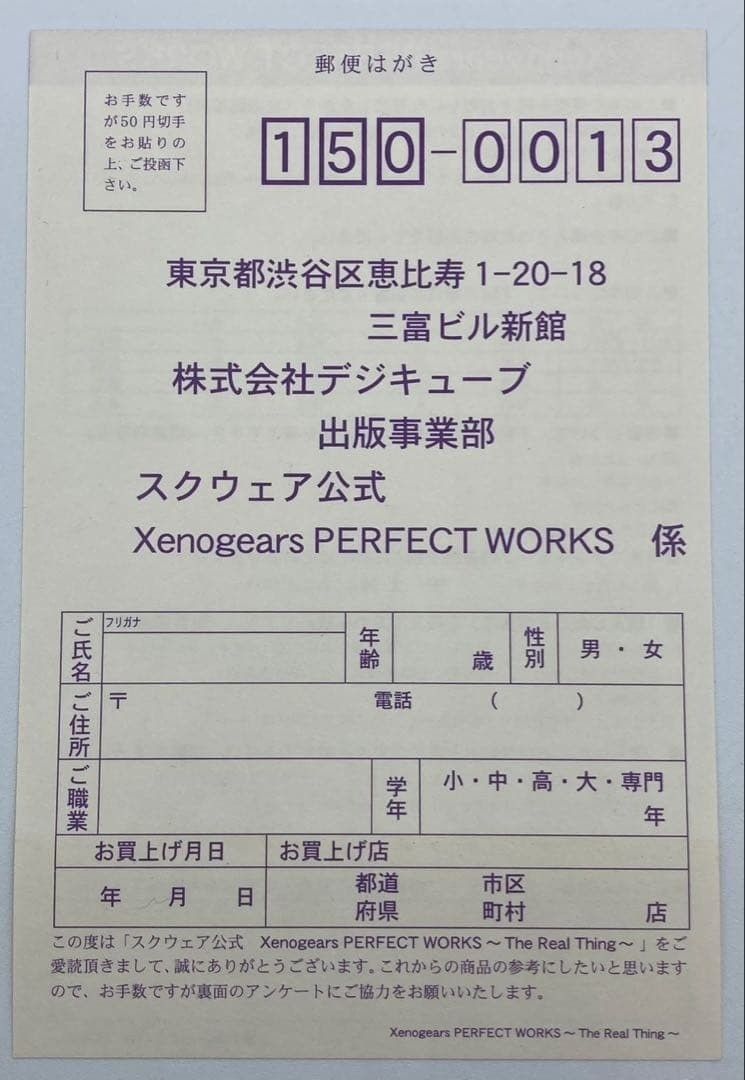 郵便はがき
お手数です
が50円切手
をお貼りの
上、ご投函下
さい。
150-0013
東京都渋谷区恵比寿1-20-18
三富ビル新館
株式会社デジキューブ
出版事業部
スクウェア公式
Xenogears PERFECT WORKS 係
ご氏名 フリガナ 年齢 歳 性別 男・女
ご住所 〒 電話 ( )
ご職業 学年 小・中・高・大・専門
年
お買上げ月日 お買上げ店
年 月 日 都道 市区
府県 町村 店
この度は「スクウェア公式 Xenogears PERFECT WORKS～The Real Thing～」をご
愛読頂きまして、誠にありがとうございます。これからの商品の参考にしたいと思います
ので、お手数ですが裏面のアンケートにご協力をお願いいたします。
Xenogears PERFECT WORKS～The Real Thing～